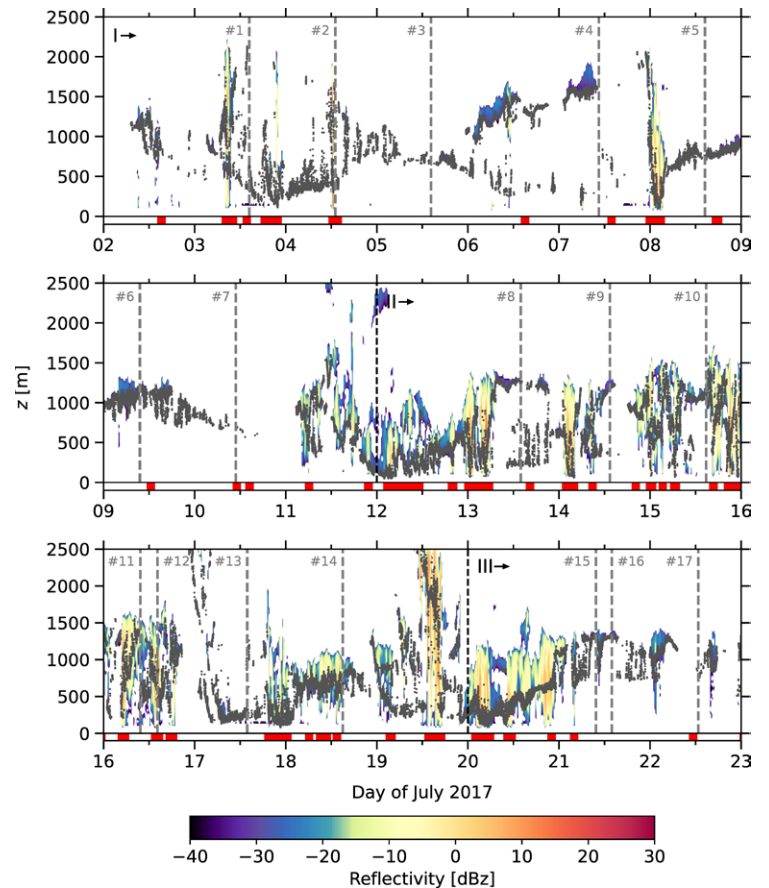 2500 I→ #1 #2 #3 #4 #5
2000
1500
1000
500
0
02 03 04 05 06 07 08 09
2500 #6 #7 II→ #8 #9 #10
2000
1500
1000
500
0
09 10 11 12 13 14 15 16
2500 #11 #12 #13 #14 III→ #15 #16 #17
2000
1500
1000
500
0
16 17 18 19 20 21 22 23
z [m]
Day of July 2017
−40 −30 −20 −10 0 10 20 30
Reflectivity [dBz]